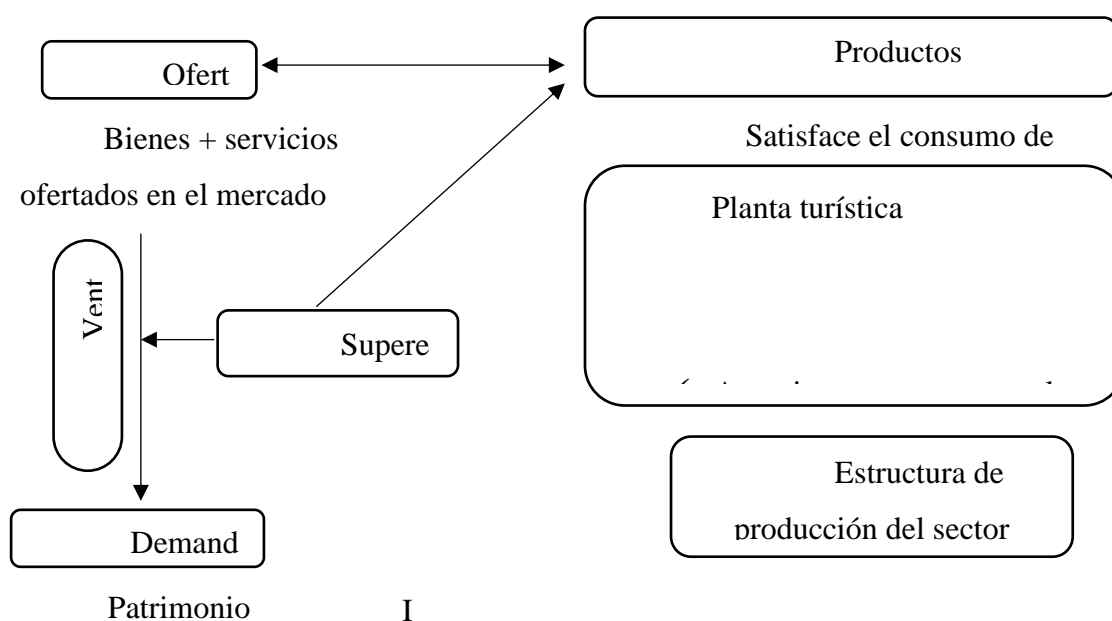 Ofert
Bienes + servicios
ofertados en el mercado
Vent
Supere
Demand
Patrimonio
I
Productos
Satisface el consumo de
Planta turística
Estructura de
producción del sector